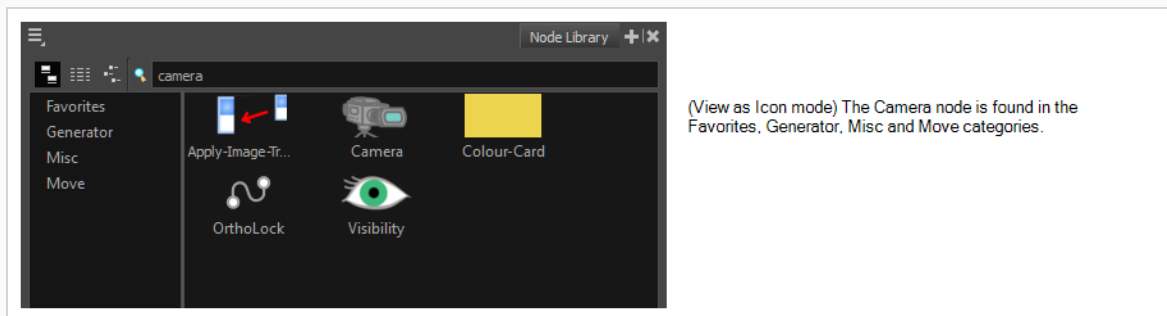 Node Library
camera
Favorites
Generator
Misc
Move
Apply-Image-Tr...
Camera
Colour-Card
OrthoLock
Visibility
(View as Icon mode) The Camera node is found in the
Favorites, Generator, Misc and Move categories.